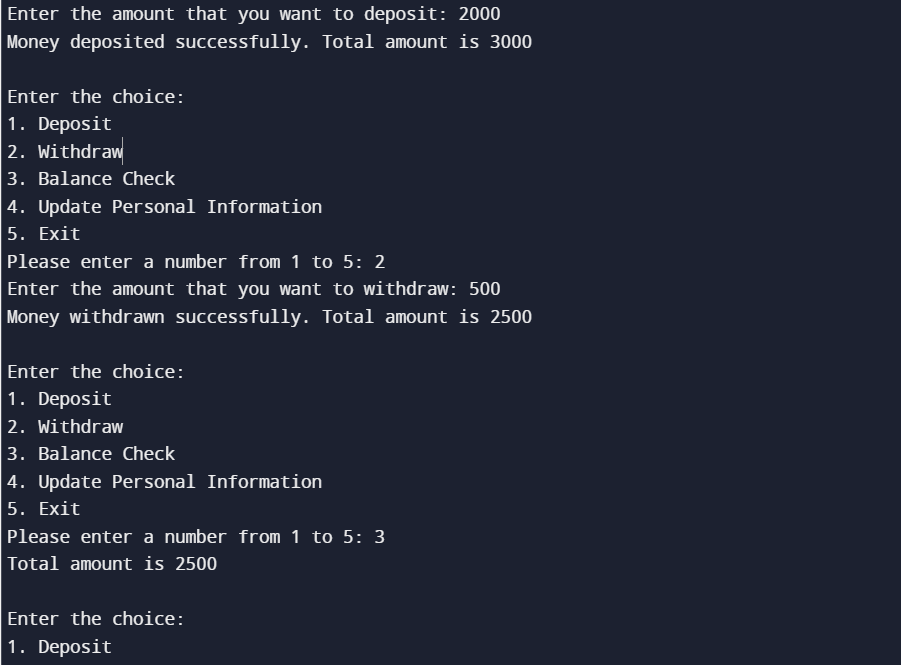 Enter the amount that you want to deposit: 2000
Money deposited successfully. Total amount is 3000
Enter the choice:
1. Deposit
2. Withdraw
3. Balance Check
4. Update Personal Information
5. Exit
Please enter a number from 1 to 5: 2
Enter the amount that you want to withdraw: 500
Money withdrawn successfully. Total amount is 2500
Enter the choice:
1. Deposit
2. Withdraw
3. Balance Check
4. Update Personal Information
5. Exit
Please enter a number from 1 to 5: 3
Total amount is 2500
Enter the choice:
1. Deposit